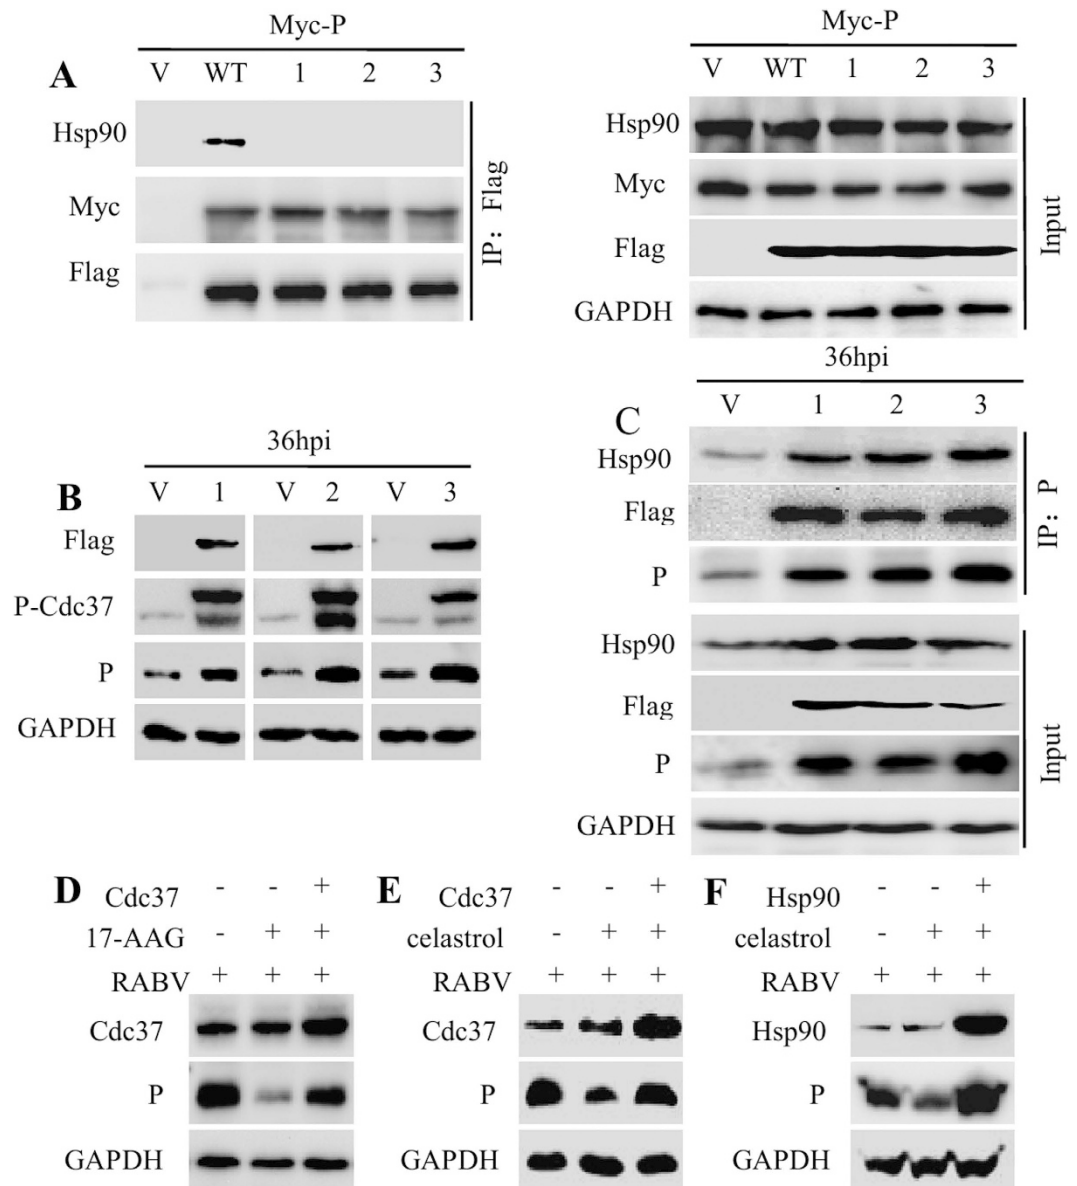 Myc-P
A V WT 1 2 3
Hsp90
Myc
Flag
IP: Flag
Myc-P
V WT 1 2 3
Hsp90
Myc
Flag
GAPDH
Input
36hpi
B V 1 V 2 V 3
Flag
P-Cdc37
P
GAPDH
36hpi
C V 1 2 3
Hsp90
Flag
P
IP: P
Hsp90
Flag
P
GAPDH
Input
D Cdc37 - - +
17-AAG - + +
RABV + + +
Cdc37
P
GAPDH
E Cdc37 - - +
celastrol - + +
RABV + + +
Cdc37
P
GAPDH
F Hsp90 - - +
celastrol - + +
RABV + + +
Hsp90
P
GAPDH